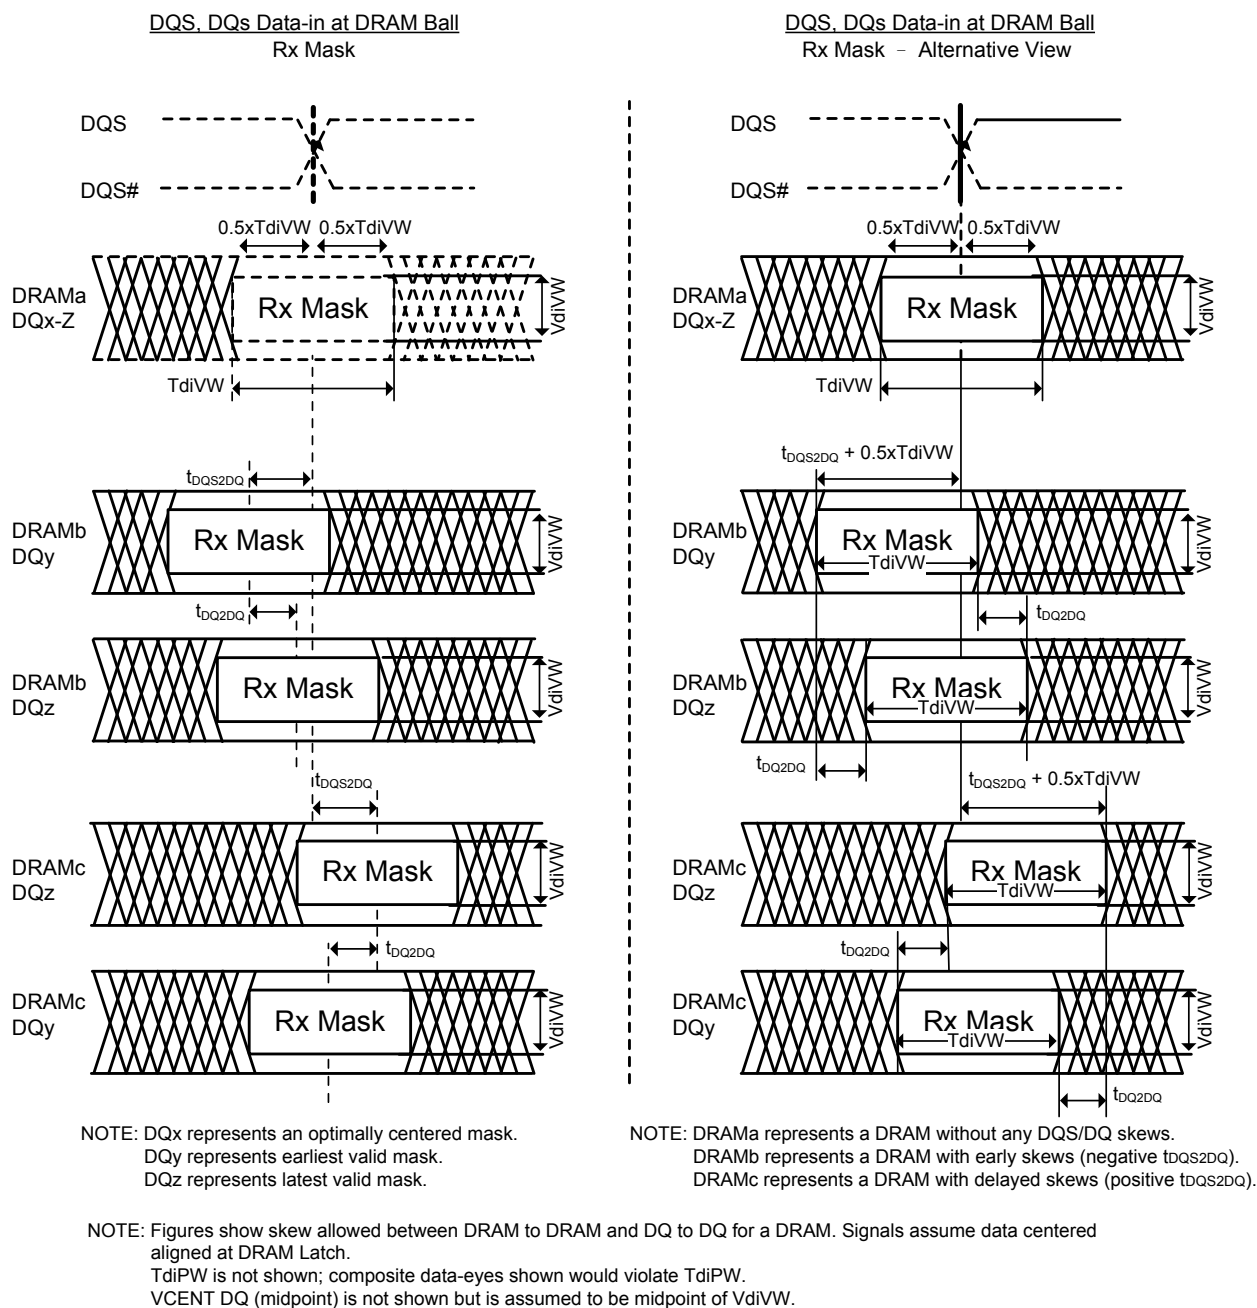 DQS, DQs Data-in at DRAM Ball
Rx Mask
DQS
DQS#
0.5xTdiVW 0.5xTdiVW
DRAMa
DQx-Z
Rx Mask
VdiVW
TdiVW
tDQS2DQ
DRAMb
DQy
Rx Mask
VdiVW
tDQ2DQ
DRAMb
DQz
Rx Mask
VdiVW
tDQS2DQ
DRAMc
DQz
Rx Mask
VdiVW
tDQ2DQ
DRAMc
DQy
Rx Mask
VdiVW
NOTE: DQx represents an optimally centered mask.
DQy represents earliest valid mask.
DQz represents latest valid mask.
DQS, DQs Data-in at DRAM Ball
Rx Mask - Alternative View
DQS
DQS#
0.5xTdiVW 0.5xTdiVW
DRAMa
DQx-Z
Rx Mask
VdiVW
TdiVW
tDQS2DQ + 0.5xTdiVW
DRAMb
DQy
Rx Mask
TdiVW
VdiVW
tDQ2DQ
DRAMb
DQz
Rx Mask
TdiVW
VdiVW
tDQ2DQ
tDQS2DQ + 0.5xTdiVW
DRAMc
DQz
Rx Mask
TdiVW
VdiVW
tDQ2DQ
DRAMc
DQy
Rx Mask
TdiVW
VdiVW
tDQ2DQ
NOTE: DRAMa represents a DRAM without any DQS/DQ skews.
DRAMb represents a DRAM with early skews (negative tDQS2DQ).
DRAMc represents a DRAM with delayed skews (positive tDQS2DQ).
NOTE: Figures show skew allowed between DRAM to DRAM and DQ to DQ for a DRAM. Signals assume data centered
aligned at DRAM Latch.
TdiPW is not shown; composite data-eyes shown would violate TdiPW.
VCENT DQ (midpoint) is not shown but is assumed to be midpoint of VdiVW.